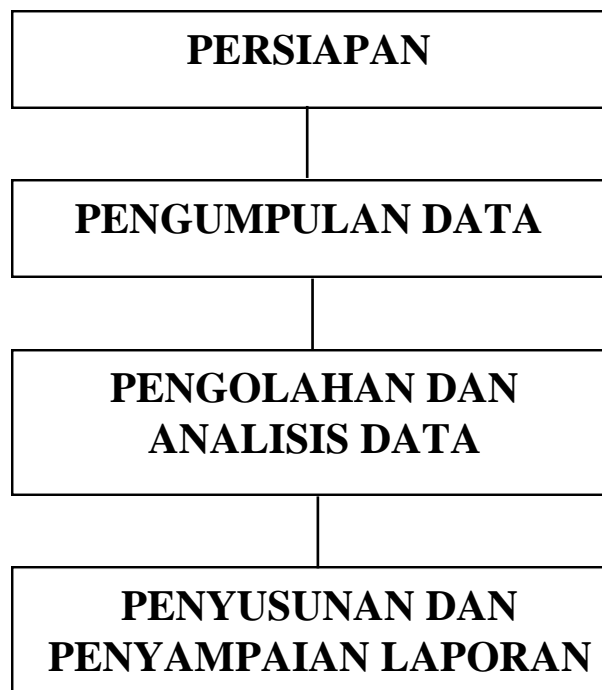 PERSIAPAN
PENGUMPULAN DATA
PENGOLAHAN DAN
ANALISIS DATA
PENYUSUNAN DAN
PENYAMPAIAN LAPORAN